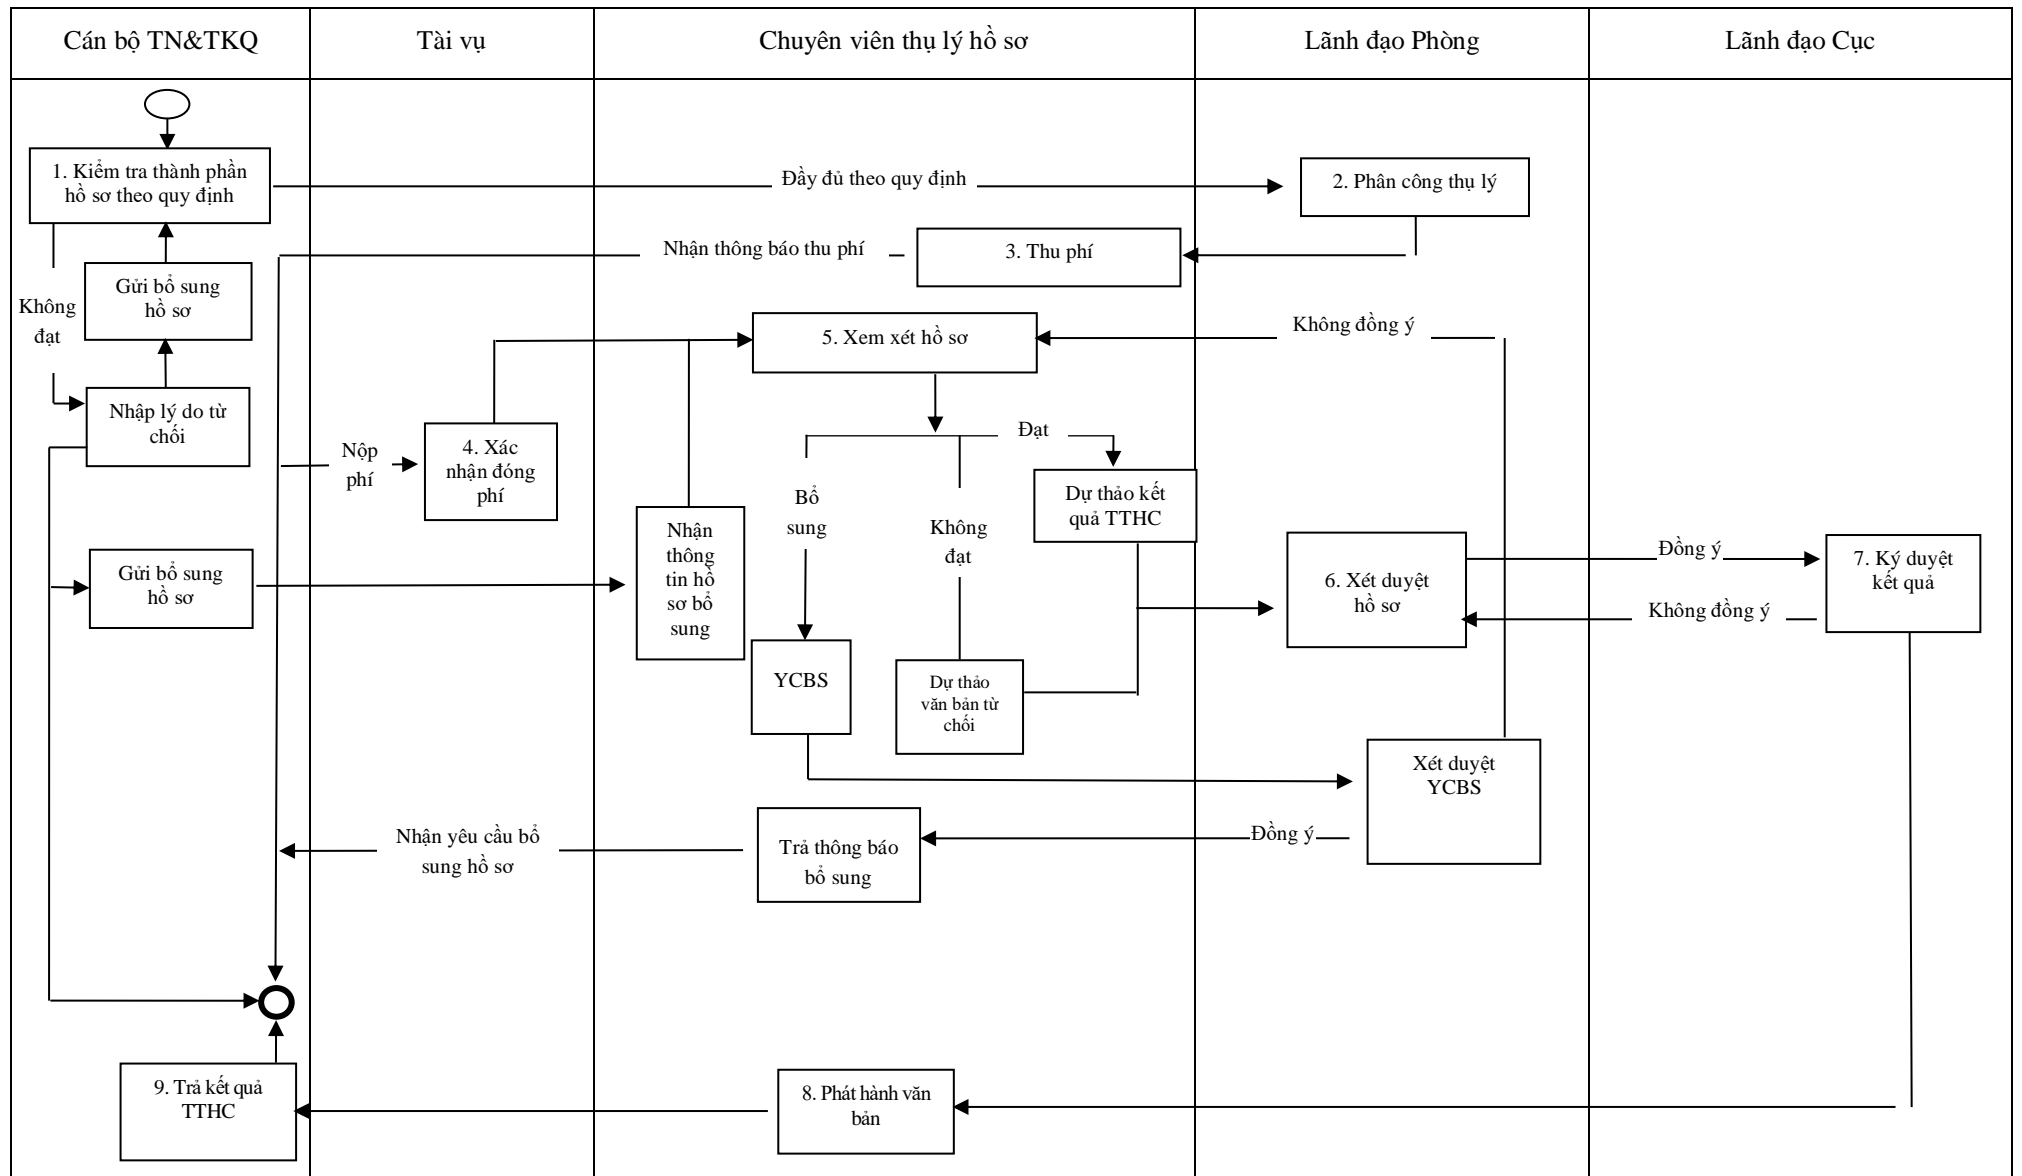 Cán bộ TN&TKQ
Tài vụ
Chuyên viên thụ lý hồ sơ
Lãnh đạo Phòng
Lãnh đạo Cục
1. Kiểm tra thành phần
hồ sơ theo quy định
Đầy đủ theo quy định
2. Phân công thụ lý
Nhận thông báo thu phí
3. Thu phí
Gửi bổ sung
hồ sơ
Không
đạt
5. Xem xét hồ sơ
Không đồng ý
Nhập lý do từ
chối
Nộp
phí
4. Xác
nhận đóng
phí
Đạt
Bổ
sung
Không
đạt
Dự thảo kết
quả TTHC
Nhận
thông
tin hồ
sơ bổ
sung
Gửi bổ sung
hồ sơ
6. Xét duyệt
hồ sơ
Đồng ý
Không đồng ý
7. Ký duyệt
kết quả
YCBS
Dự thảo
văn bản từ
chối
Xét duyệt
YCBS
Nhận yêu cầu bổ
sung hồ sơ
Trả thông báo
bổ sung
Đồng ý
9. Trả kết quả
TTHC
8. Phát hành văn
bản